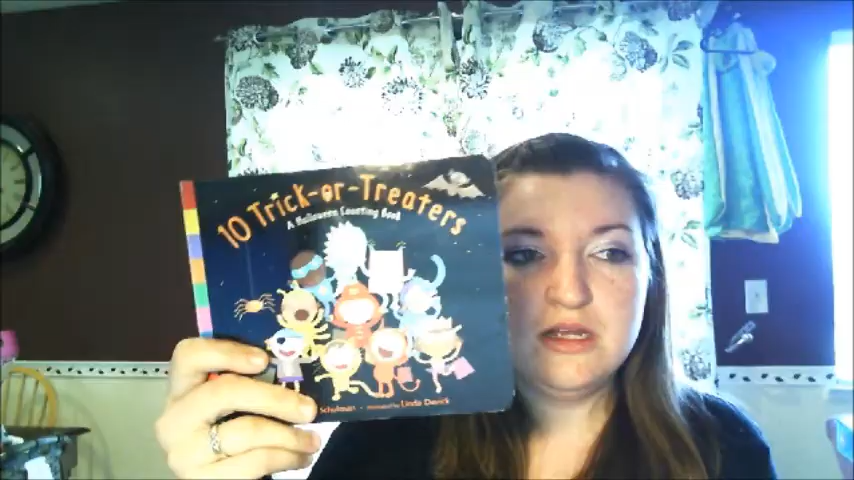 10 Trick-or-Treaters
A Halloween Counting Book
Schulman
Linda Davick